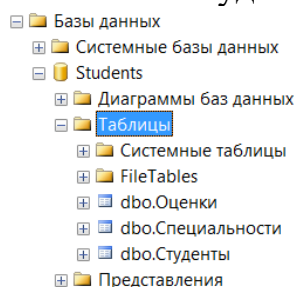 Базы данных
Системные базы данных
Students
Диаграммы баз данных
Таблицы
Системные таблицы
FileTables
dbo.Оценки
dbo.Специальности
dbo.Студенты
Представления